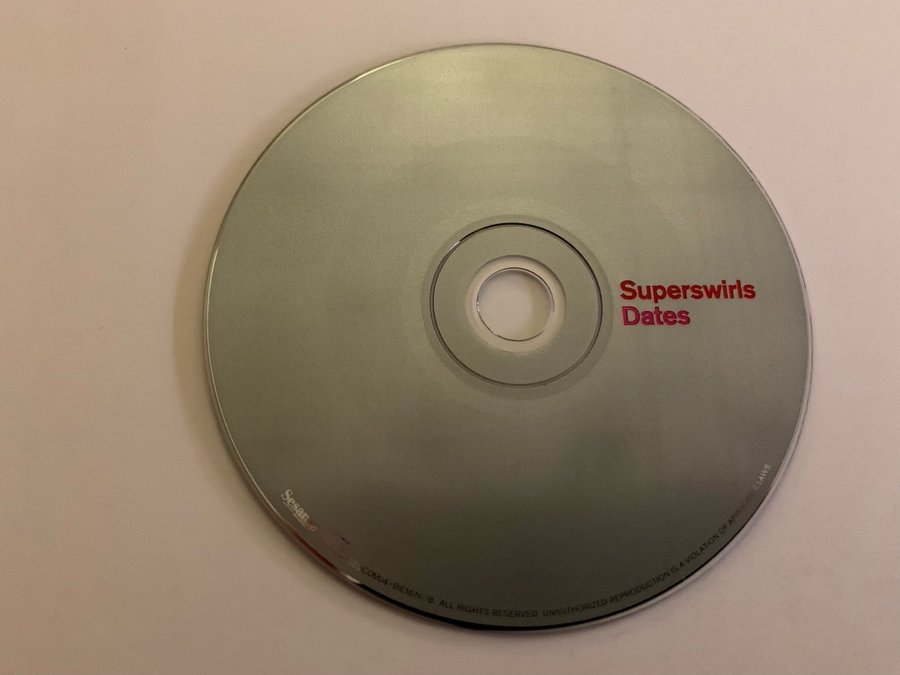 Superswirls
Dates
ALL RIGHTS RESERVED. UNAUTHORIZED REPRODUCTION IS A VIOLATION OF LAWS